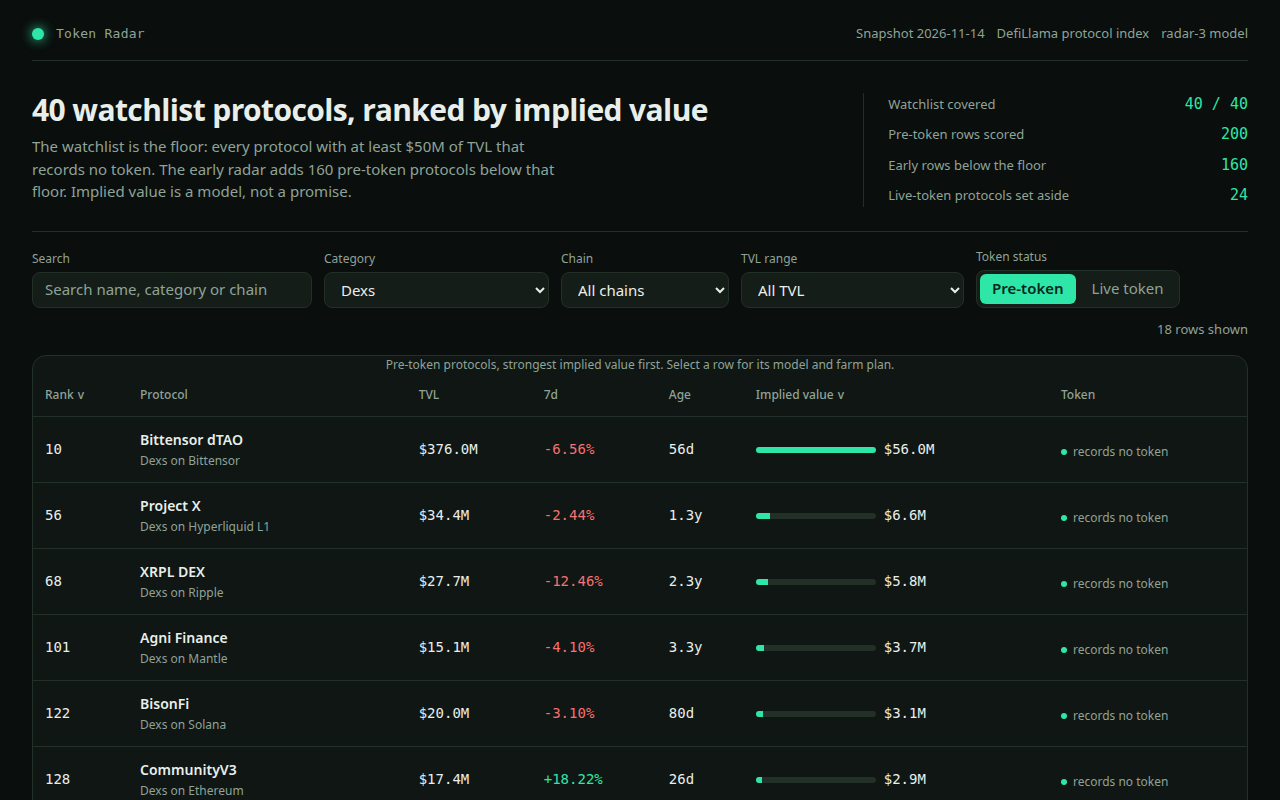 Token Radar
Snapshot 2026-11-14 DefiLlama protocol index radar-3 model
40 watchlist protocols, ranked by implied value
The watchlist is the floor: every protocol with at least $50M of TVL that
records no token. The early radar adds 160 pre-token protocols below that
floor. Implied value is a model, not a promise.
Watchlist covered 40 / 40
Pre-token rows scored 200
Early rows below the floor 160
Live-token protocols set aside 24
Search Category Chain TVL range Token status
Search name, category or chain Dexs All chains All TVL Pre-token Live token
18 rows shown
Pre-token protocols, strongest implied value first. Select a row for its model and farm plan.
Rank v Protocol TVL 7d Age Implied value v Token
10 Bittensor dTAO $376.0M -6.56% 56d $56.0M records no token
Dexs on Bittensor
56 Project X $34.4M -2.44% 1.3y $6.6M records no token
Dexs on Hyperliquid L1
68 XRPL DEX $27.7M -12.46% 2.3y $5.8M records no token
Dexs on Ripple
101 Agni Finance $15.1M -4.10% 3.3y $3.7M records no token
Dexs on Mantle
122 BisonFi $20.0M -3.10% 80d $3.1M records no token
Dexs on Solana
128 CommunityV3 $17.4M +18.22% 26d $2.9M records no token
Dexs on Ethereum